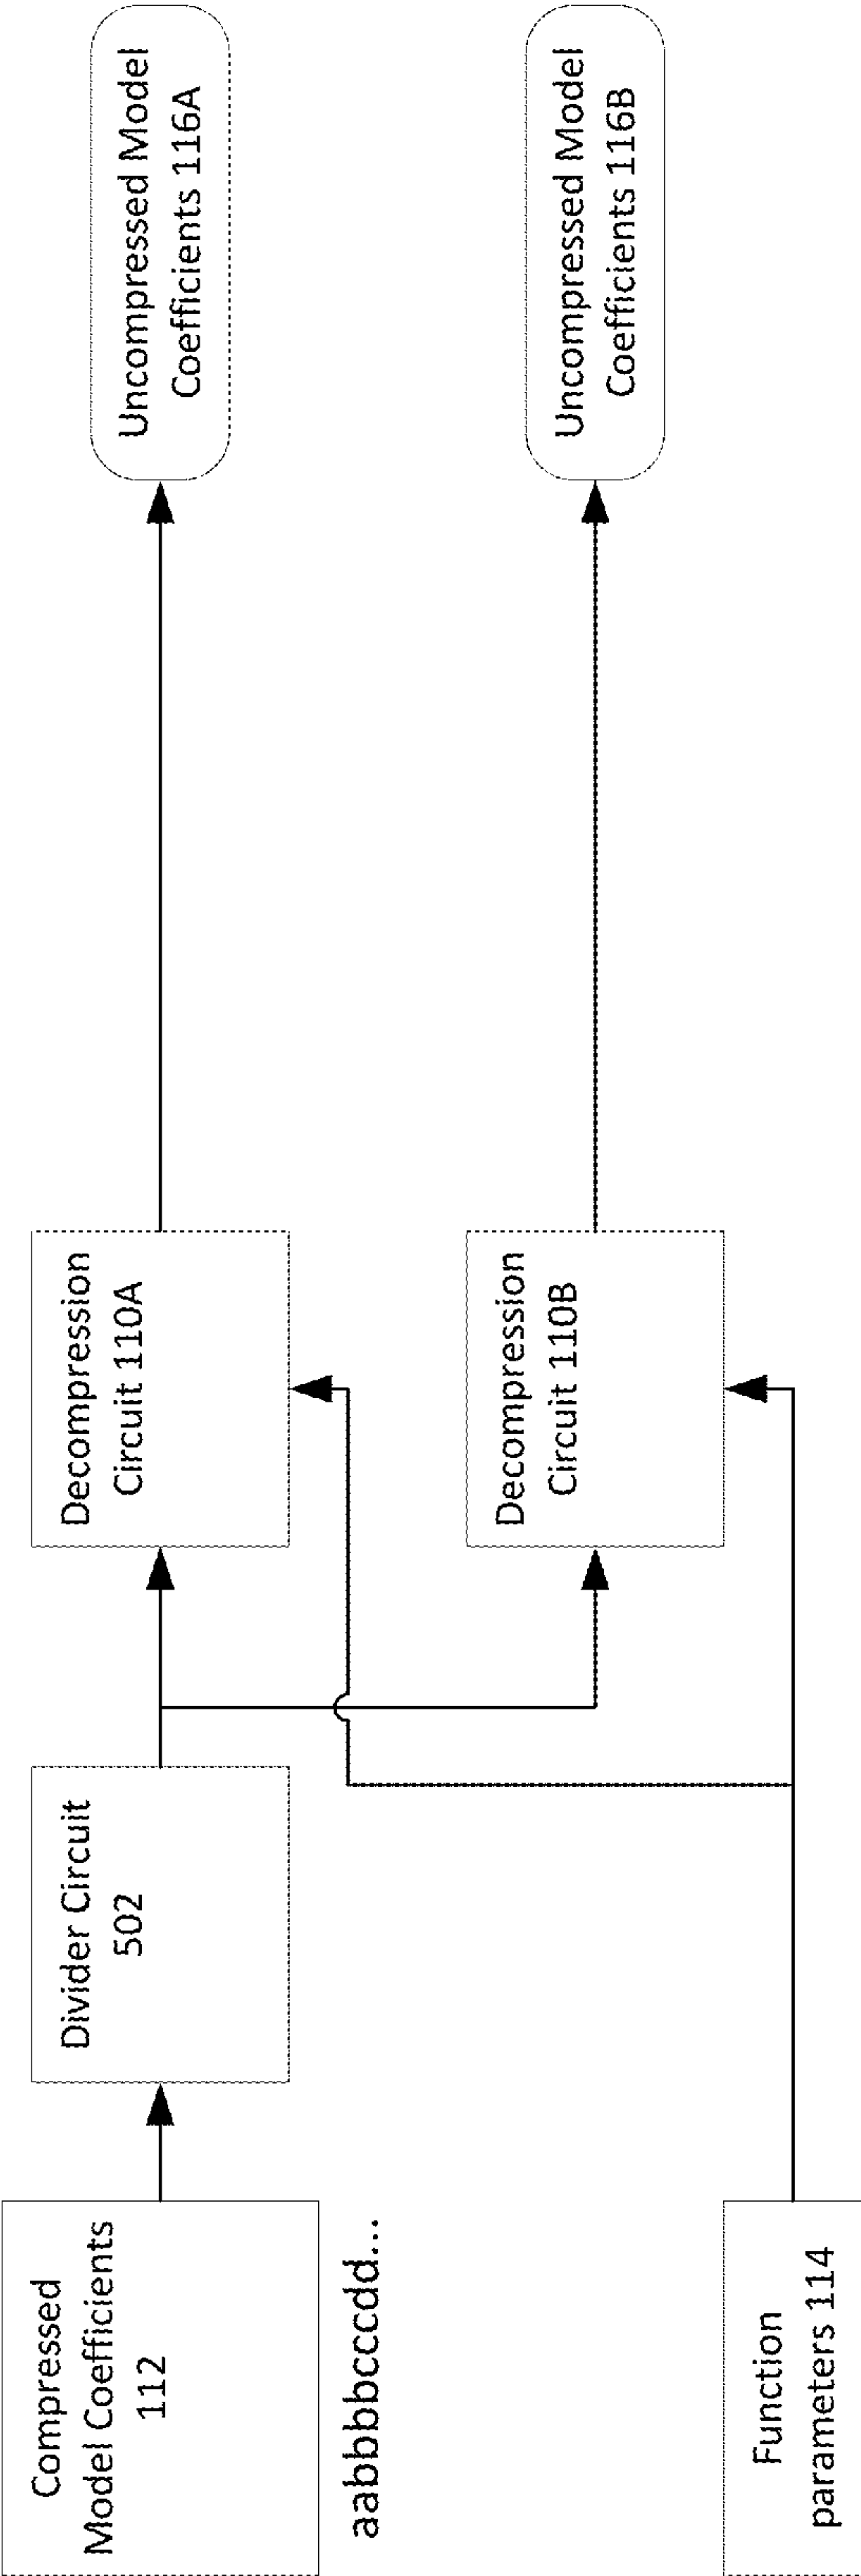 Compressed
Model Coefficients
112
aabbbbcccdd...
Divider Circuit
502
Decompression
Circuit 110A
Uncompressed Model
Coefficients 116A
Decompression
Circuit 110B
Uncompressed Model
Coefficients 116B
Function
parameters 114